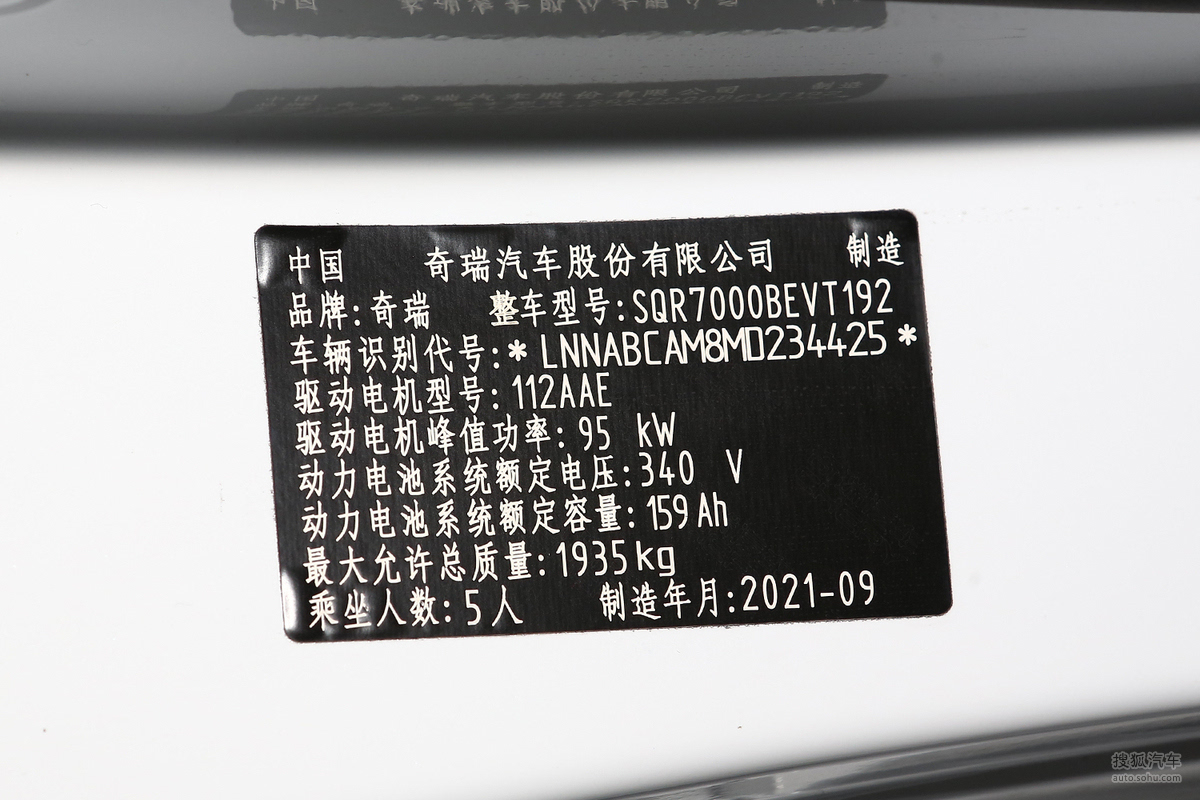 中国 奇瑞汽车股份有限公司 制造
品牌:奇瑞 整车型号:SQR7000BEVT192
车辆识别代号:* LNNABCAM8MD234425 *
驱动电机型号:112AAE
驱动电机峰值功率:95 kW
动力电池系统额定电压:340 V
动力电池系统额定容量:159Ah
最大允许总质量:1935kg
乘坐人数:5人 制造年月:2021-09
搜狐汽车
auto.sohu.com